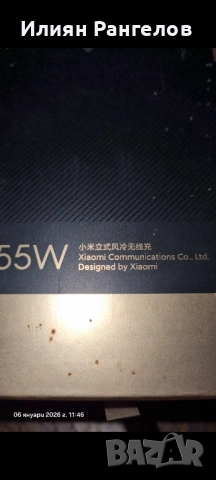 Илиян Рангелов
55W
小米立式风冷无线充
Xiaomi Communications Co., Ltd.
Designed by Xiaomi
06 януари 2026 г. 11:46
BAZAR